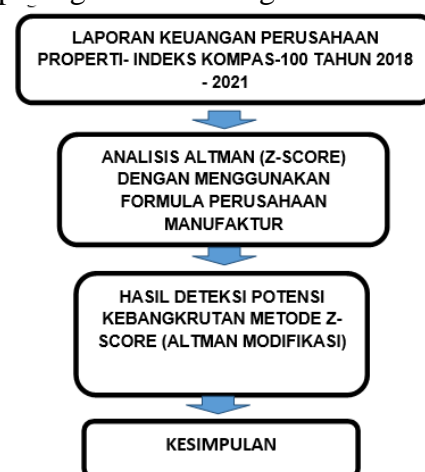 LAPORAN KEUANGAN PERUSAHAAN
PROPERTI- INDEKS KOMPAS-100 TAHUN 2018
- 2021
ANALISIS ALTMAN (Z-SCORE)
DENGAN MENGGUNAKAN
FORMULA PERUSAHAAN
MANUFAKTUR
HASIL DETEKSI POTENSI
KEBANGKRUTAN METODE Z-
SCORE (ALTMAN MODIFIKASI)
KESIMPULAN